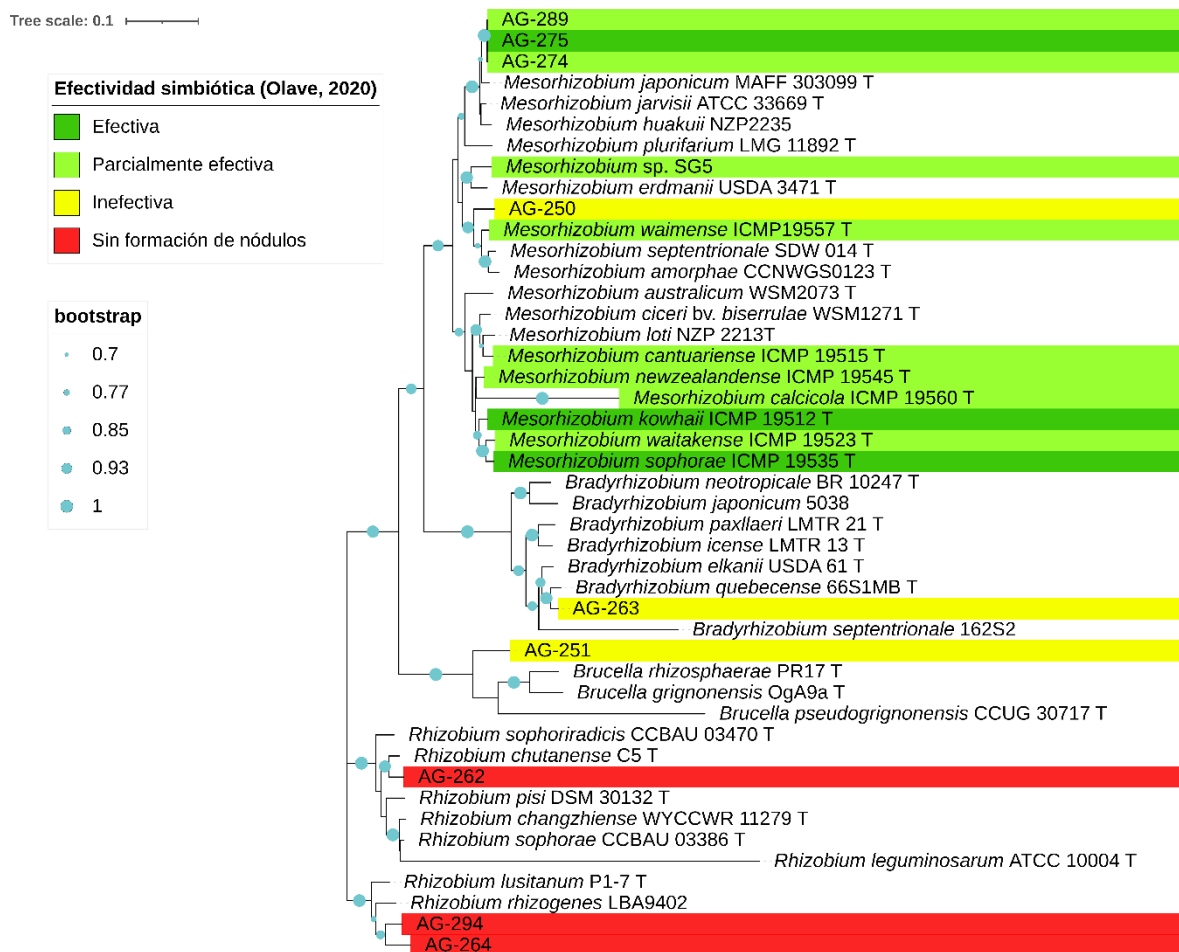 Tree scale: 0.1
Efectividad simbiótica (Olave, 2020)
Efectiva
Parcialmente efectiva
Inefectiva
Sin formación de nódulos
bootstrap
0.7
0.77
0.85
0.93
1
AG-289
AG-275
AG-274
Mesorhizobium japonicum MAFF 303099 T
Mesorhizobium jarvisii ATCC 33669 T
Mesorhizobium huakuii NZP2235
Mesorhizobium plurifarium LMG 11892 T
Mesorhizobium sp. SG5
Mesorhizobium erdmanii USDA 3471 T
AG-250
Mesorhizobium waimense ICMP19557 T
Mesorhizobium septentrionale SDW 014 T
Mesorhizobium amorphae CCNWGS0123 T
Mesorhizobium australicum WSM2073 T
Mesorhizobium ciceri bv. biserrulae WSM1271 T
Mesorhizobium loti NZP 2213T
Mesorhizobium cantuariense ICMP 19515 T
Mesorhizobium newzealandense ICMP 19545 T
Mesorhizobium calcicola ICMP 19560 T
Mesorhizobium kowhaii ICMP 19512 T
Mesorhizobium waitakense ICMP 19523 T
Mesorhizobium sophorae ICMP 19535 T
Bradyrhizobium neotropicale BR 10247 T
Bradyrhizobium japonicum 5038
Bradyrhizobium paxllaeri LMTR 21 T
Bradyrhizobium icense LMTR 13 T
Bradyrhizobium elkanii USDA 61 T
Bradyrhizobium quebecense 66S1MB T
AG-263
Bradyrhizobium septentrionale 162S2
AG-251
Brucella rhizosphaerae PR17 T
Brucella grignonensis OgA9a T
Brucella pseudogrignonensis CCUG 30717 T
Rhizobium sophoriradicis CCBAU 03470 T
Rhizobium chutanense C5 T
AG-262
Rhizobium pisi DSM 30132 T
Rhizobium changzhiense WYCCWR 11279 T
Rhizobium sophorae CCBAU 03386 T
Rhizobium leguminosarum ATCC 10004 T
Rhizobium lusitanum P1-7 T
Rhizobium rhizogenes LBA9402
AG-294
AG-264